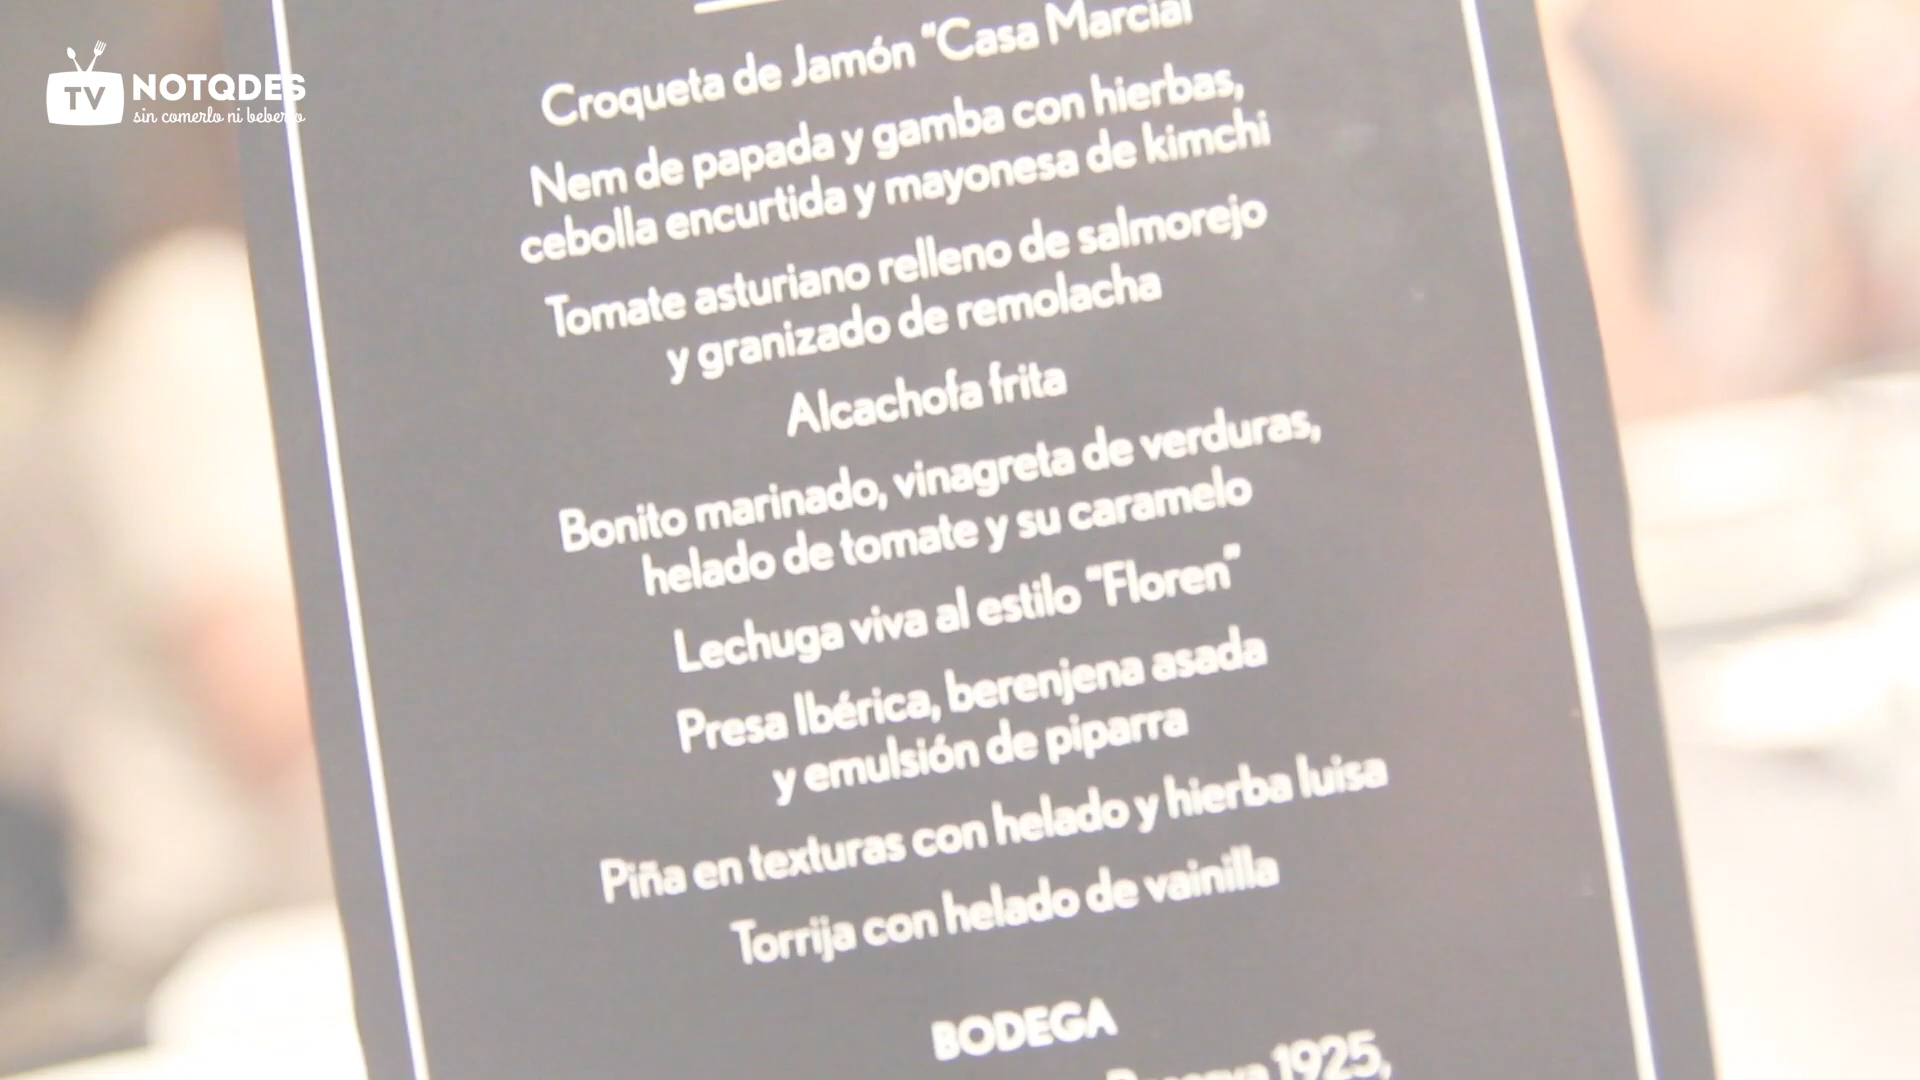 TV NOTQDES
sin comerlo ni beberlo
Croqueta de Jamón "Casa Marcial
Nem de papada y gamba con hierbas,
cebolla encurtida y mayonesa de kimchi
Tomate asturiano relleno de salmorejo
y granizado de remolacha
Alcachofa frita
Bonito marinado, vinagreta de verduras,
helado de tomate y su caramelo
Lechuga viva al estilo "Floren"
Presa Ibérica, berenjena asada
y emulsión de piparra
Piña en texturas con helado y hierba luisa
Torrija con helado de vainilla
BODEGA
Reserva 1925,